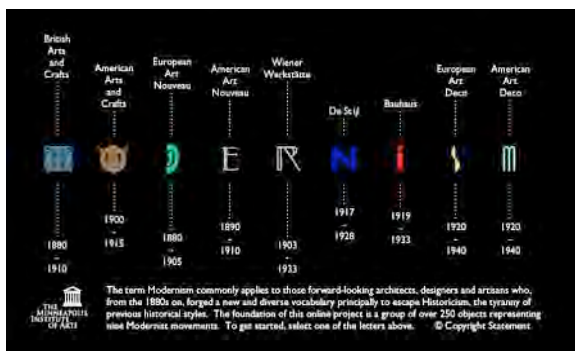 British
Arts
and
Crafts
American
Arts
and
Crafts
European
Art
Nouveau
American
Art
Nouveau
Wiener
Werkstätte
De Stijl
Bauhaus
European
Art
Deco
American
Art
Deco
M O D E R N i S M
1880
-
1910
1900
-
1915
1880
-
1905
1890
-
1910
1903
-
1933
1917
-
1928
1919
-
1933
1920
-
1940
1920
-
1940
THE
MINNEAPOLIS
INSTITUTE
OF ARTS
The term Modernism commonly applies to those forward-looking architects, designers and artisans who,
from the 1880s on, forged a new and diverse vocabulary principally to escape Historicism, the tyranny of
previous historical styles. The foundation of this online project is a group of over 250 objects representing
nine Modernist movements. To get started, select one of the letters above. © Copyright Statement